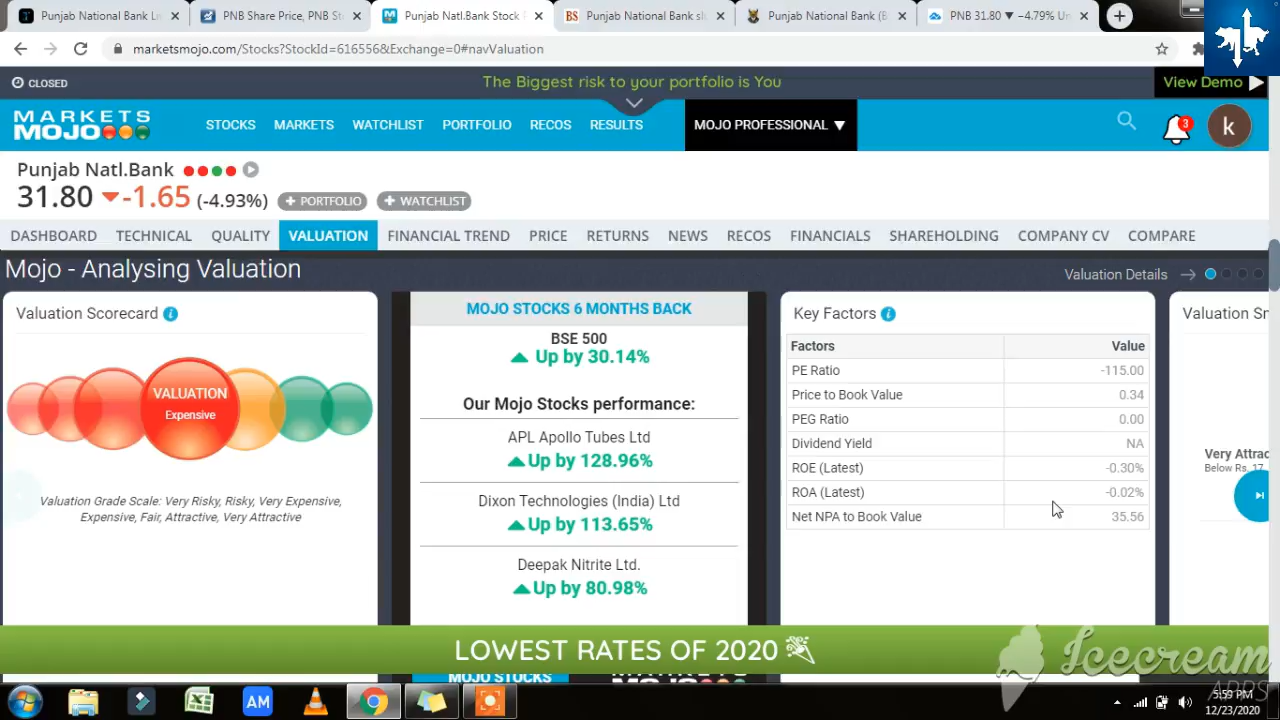 Punjab National Bank Lim
PNB Share Price, PNB St
Punjab Natl.Bank Stock P
BS Punjab National Bank sl
Punjab National Bank (B
PNB 31.80 ▼ −4.79% Un
marketsmojo.com/Stocks?StockId=616556&Exchange=0#navValuation
CLOSED
The Biggest risk to your portfolio is You
View Demo
MARKETS
MOJO
STOCKS MARKETS WATCHLIST PORTFOLIO RECOS RESULTS
MOJO PROFESSIONAL ▼
3
k
Punjab Natl.Bank
31.80 -1.65 (-4.93%) + PORTFOLIO + WATCHLIST
DASHBOARD TECHNICAL QUALITY VALUATION FINANCIAL TREND PRICE RETURNS NEWS RECOS FINANCIALS SHAREHOLDING COMPANY CV COMPARE
Mojo - Analysing Valuation
Valuation Details
Valuation Scorecard
VALUATION
Expensive
Valuation Grade Scale: Very Risky, Risky, Very Expensive,
Expensive, Fair, Attractive, Very Attractive
MOJO STOCKS 6 MONTHS BACK
BSE 500
Up by 30.14%
Our Mojo Stocks performance:
APL Apollo Tubes Ltd
Up by 128.96%
Dixon Technologies (India) Ltd
Up by 113.65%
Deepak Nitrite Ltd.
Up by 80.98%
Key Factors
Factors Value
PE Ratio -115.00
Price to Book Value 0.34
PEG Ratio 0.00
Dividend Yield NA
ROE (Latest) -0.30%
ROA (Latest) -0.02%
Net NPA to Book Value 35.56
Valuation Sn
Very Attrac
Below Rs. 17
LOWEST RATES OF 2020
MOJO STOCKS
Icecream
APPS
AM
5:59 PM
12/23/2020